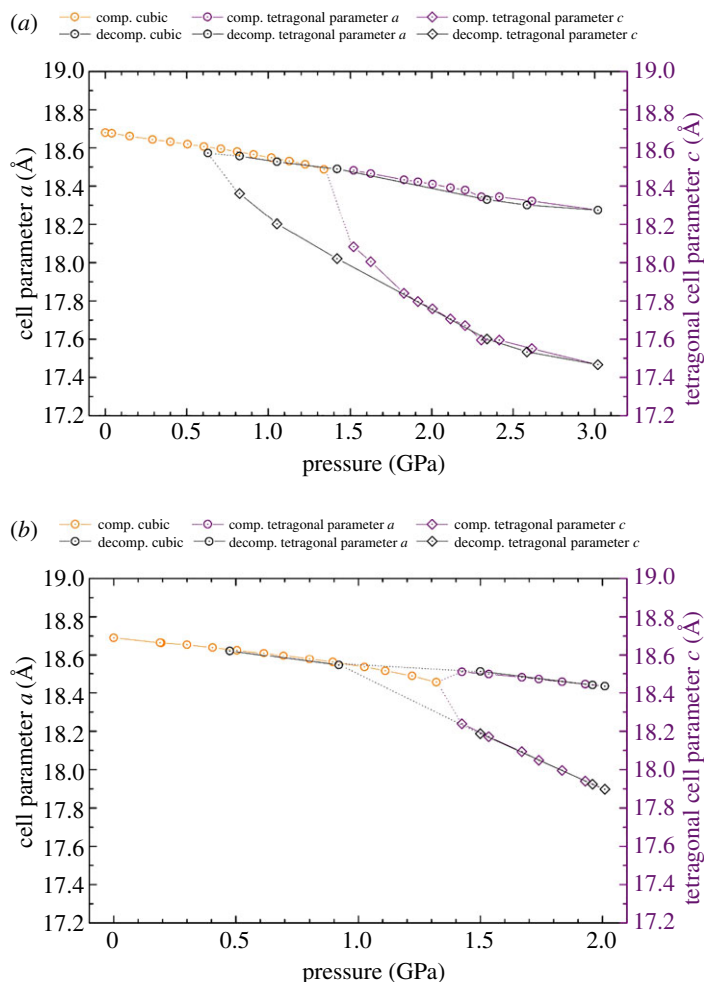 (a)
comp. cubic comp. tetragonal parameter a comp. tetragonal parameter c
decomp. cubic decomp. tetragonal parameter a decomp. tetragonal parameter c
19.0 19.0
18.8 18.8
18.6 18.6
18.4 18.4
18.2 18.2
18.0 18.0
17.8 17.8
17.6 17.6
17.4 17.4
17.2 17.2
cell parameter a (Å)
tetragonal cell parameter c (Å)
0 0.5 1.0 1.5 2.0 2.5 3.0
pressure (GPa)
(b)
comp. cubic comp. tetragonal parameter a comp. tetragonal parameter c
decomp. cubic decomp. tetragonal parameter a decomp. tetragonal parameter c
19.0 19.0
18.8 18.8
18.6 18.6
18.4 18.4
18.2 18.2
18.0 18.0
17.8 17.8
17.6 17.6
17.4 17.4
17.2 17.2
cell parameter a (Å)
tetragonal cell parameter c (Å)
0 0.5 1.0 1.5 2.0
pressure (GPa)